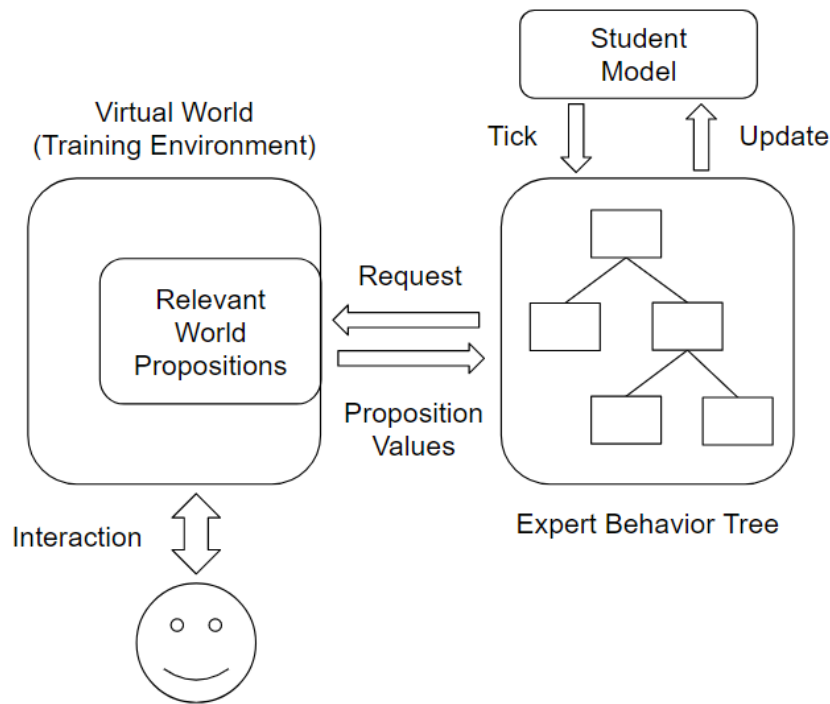 Student
Model
Virtual World
(Training Environment)
Tick
Update
Relevant
World
Propositions
Request
Proposition
Values
Expert Behavior Tree
Interaction